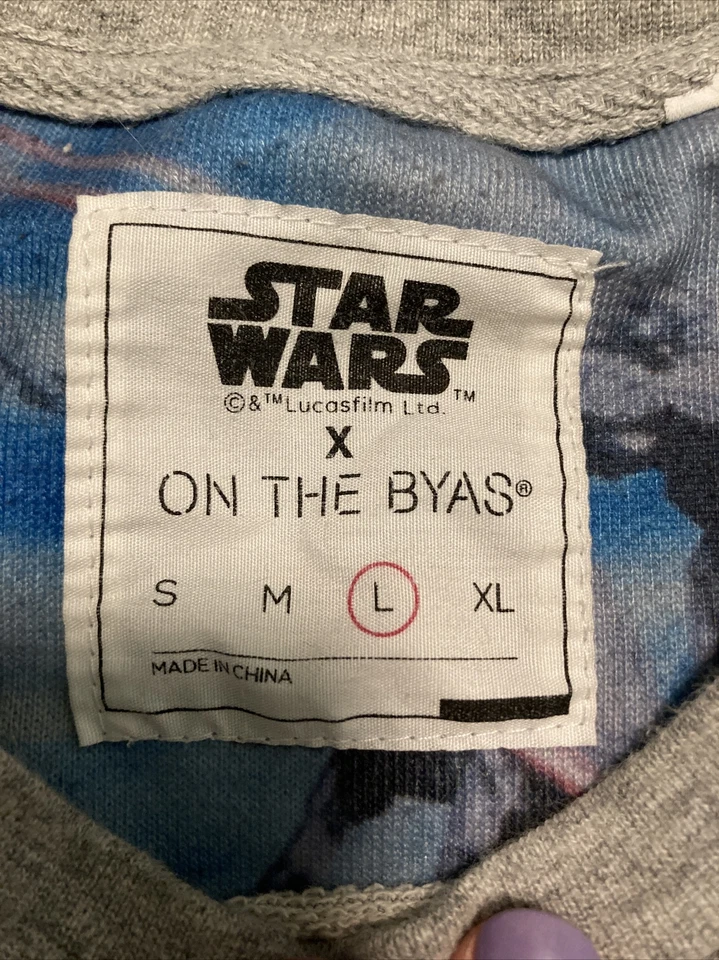 STAR
WARS
©&™Lucasfilm Ltd.™
X
ON THE BYAS®
S M L XL
MADE IN CHINA